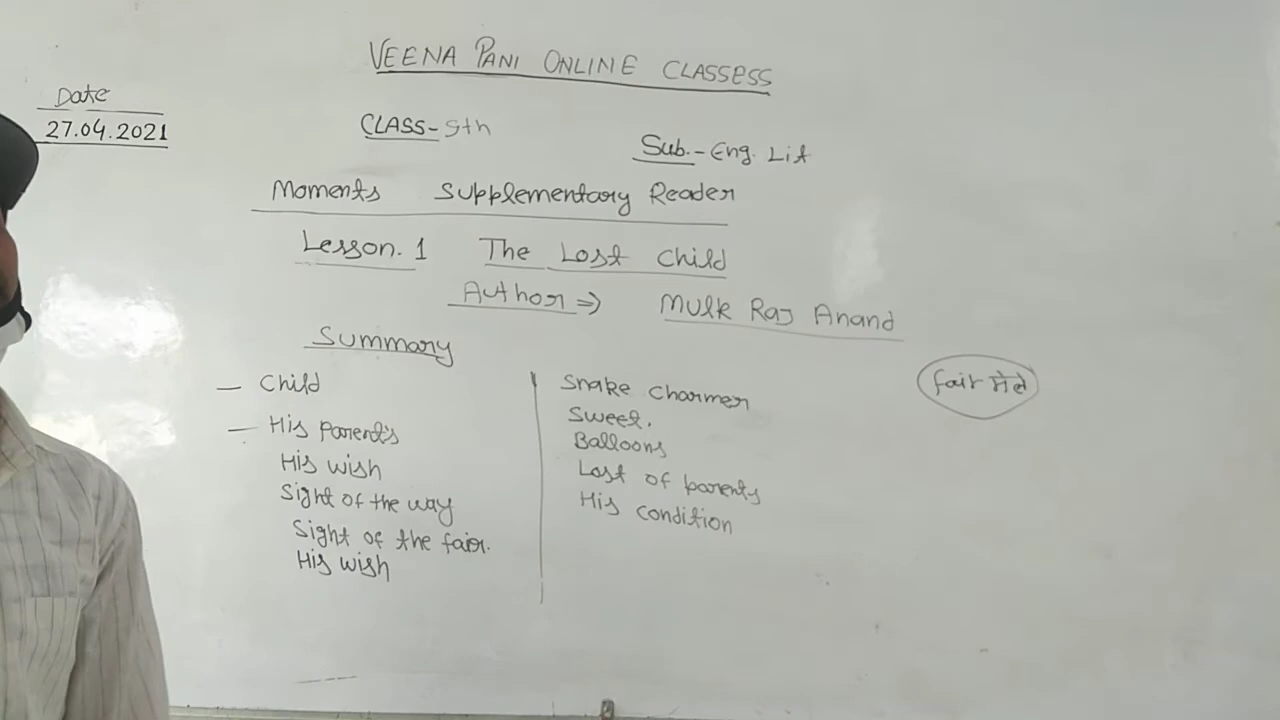 VEENA PANI ONLINE CLASSESS
Date
27.04.2021
CLASS-9th
Sub.-Eng. Lit
Moments Supplementary Reader
Lesson. 1 The Lost Child
Author ⇒ Mulk Raj Anand
Summary
— Child
— His Parent's
His wish
Sight of the way
Sight of the fair.
His wish
Snake Charmer
Sweet.
Balloons
Lost of parents
His condition
fair